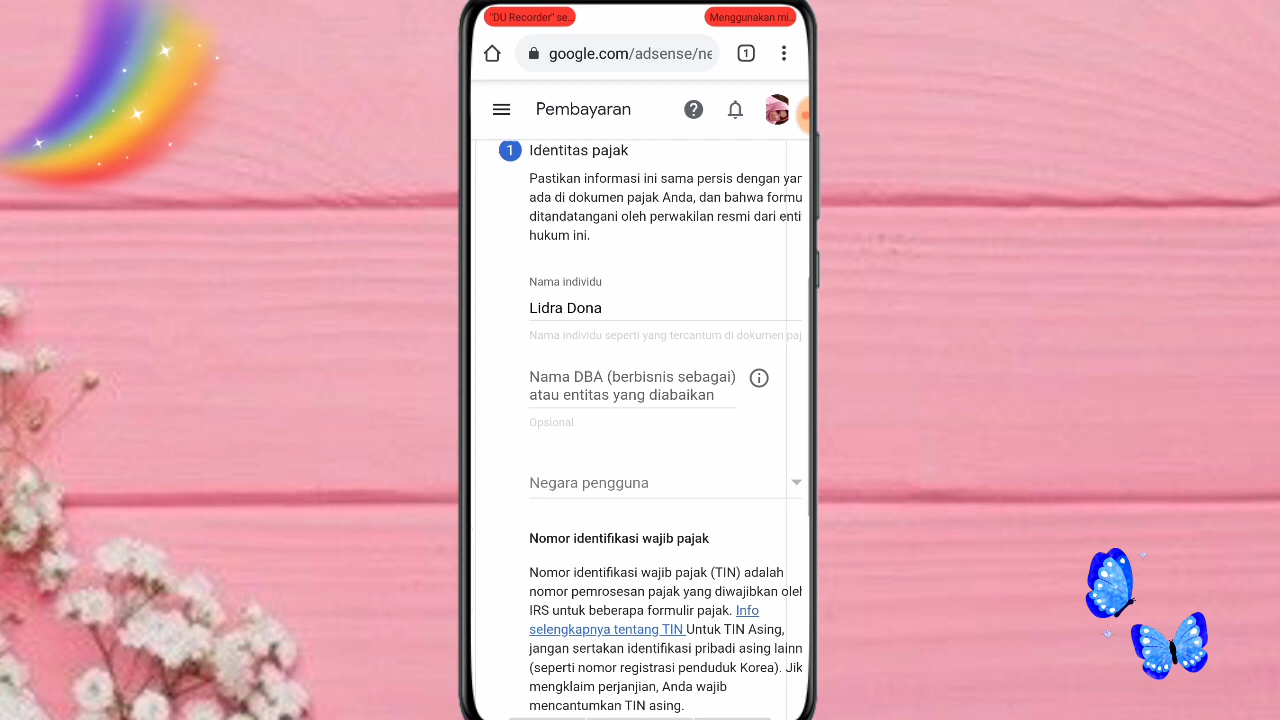 "DU Recorder" se...
Menggunakan mi...
google.com/adsense/ne
1
Pembayaran
1 Identitas pajak
Pastikan informasi ini sama persis dengan yan
ada di dokumen pajak Anda, dan bahwa formu
ditandatangani oleh perwakilan resmi dari enti
hukum ini.
Nama individu
Lidra Dona
Nama individu seperti yang tercantum di dokumen paj
Nama DBA (berbisnis sebagai)
atau entitas yang diabaikan
Opsional
Negara pengguna
Nomor identifikasi wajib pajak
Nomor identifikasi wajib pajak (TIN) adalah
nomor pemrosesan pajak yang diwajibkan oleh
IRS untuk beberapa formulir pajak. Info
selengkapnya tentang TIN Untuk TIN Asing,
jangan sertakan identifikasi pribadi asing lainn
(seperti nomor registrasi penduduk Korea). Jik
mengklaim perjanjian, Anda wajib
mencantumkan TIN asing.